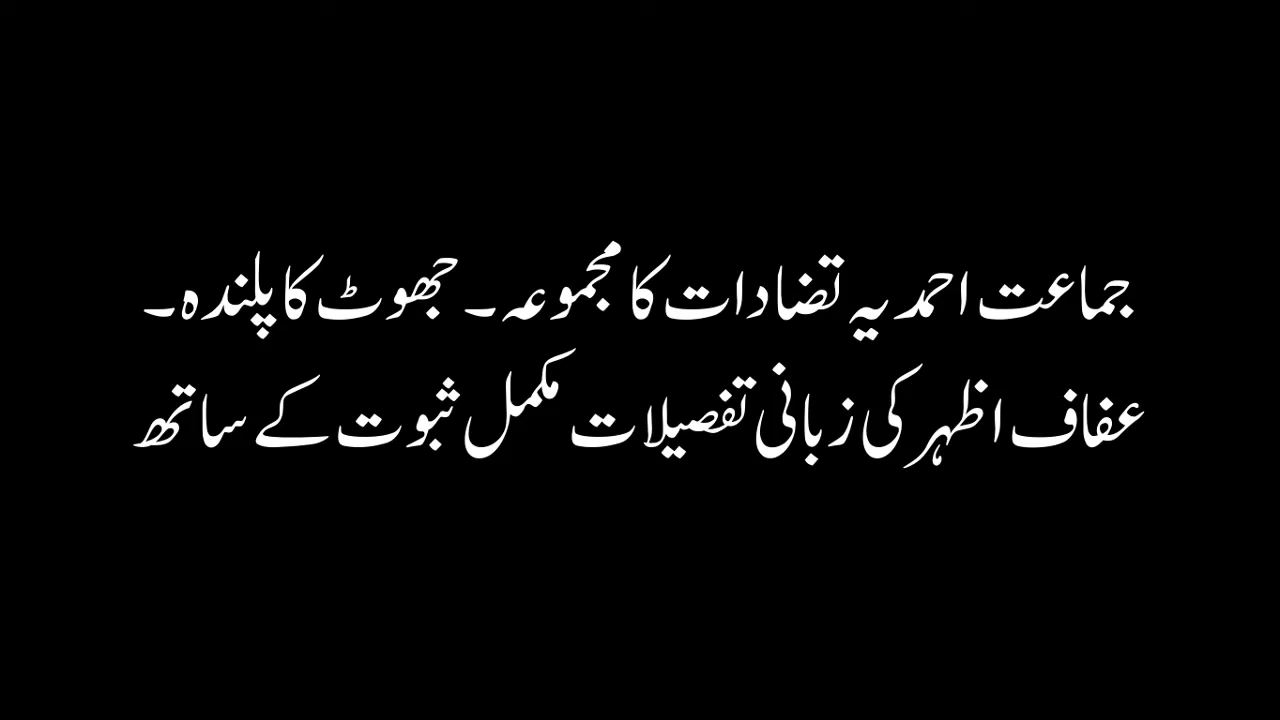 جماعت احمدیہ تضادات کا مجموعہ۔ جھوٹ کا پلندہ۔
عفاف اظہر کی زبانی تفصیلات مکمل ثبوت کے ساتھ